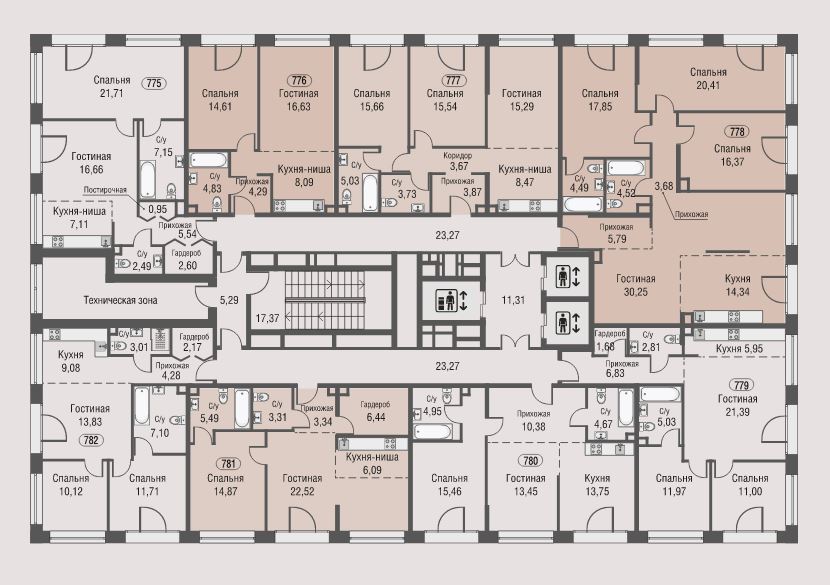 Спальня
21,71
775
С/у
7,15
Гостиная
16,66
Постирочная
0,95
Кухня-ниша
7,11
Прихожая
5,54
С/у
2,49
Гардероб
2,60
Спальня
14,61
776
Гостиная
16,63
С/у
4,83
Прихожая
4,29
Кухня-ниша
8,09
Спальня
15,66
777
Спальня
15,54
Гостиная
15,29
С/у
5,03
С/у
3,73
Коридор
3,67
Прихожая
3,87
Кухня-ниша
8,47
Спальня
17,85
Спальня
20,41
778
Спальня
16,37
С/у
4,49
С/у
4,52
3,68
Прихожая
Прихожая
5,79
Гостиная
30,25
Кухня
14,34
23,27
Техническая зона
5,29
17,37
11,31
23,27
Кухня
9,08
С/у
3,01
Гардероб
2,17
Прихожая
4,28
Гостиная
13,83
782
С/у
7,10
Спальня
10,12
Спальня
11,71
С/у
5,49
С/у
3,31
Прихожая
3,34
Гардероб
6,44
781
Спальня
14,87
Гостиная
22,52
Кухня-ниша
6,09
С/у
4,95
Прихожая
10,38
С/у
4,67
Спальня
15,46
780
Гостиная
13,45
Кухня
13,75
Гардероб
1,68
С/у
2,81
Прихожая
6,83
Кухня 5,95
779
Гостиная
21,39
С/у
5,03
Спальня
11,97
Спальня
11,00